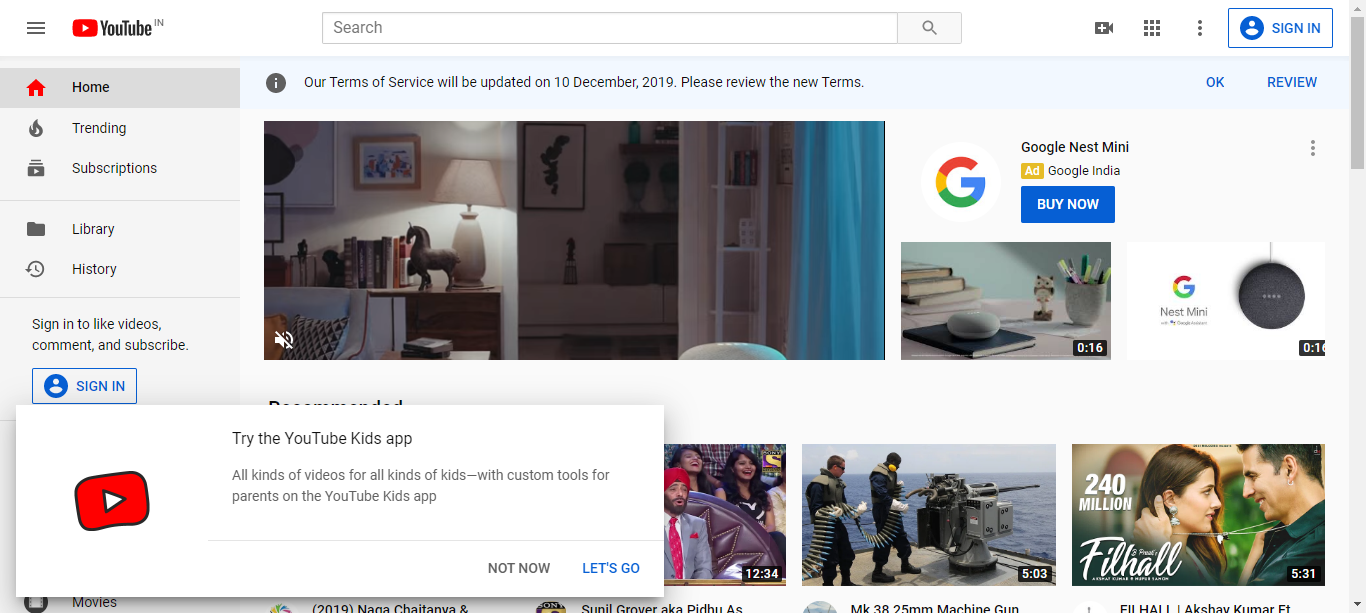 YouTube IN
Search
SIGN IN
Home
Trending
Subscriptions
Library
History
Sign in to like videos,
comment, and subscribe.
SIGN IN
Our Terms of Service will be updated on 10 December, 2019. Please review the new Terms.
OK
REVIEW
Google Nest Mini
Ad Google India
BUY NOW
0:16
Nest Mini
with Google Assistant
0:16
Recommended
Try the YouTube Kids app
All kinds of videos for all kinds of kids—with custom tools for
parents on the YouTube Kids app
NOT NOW
LET'S GO
SONY
12:34
5:03
240
MILLION
Filhall
AKSHAY KUMAR & NUPUR SANON
5:31
Movies
(2019) Naga Chaitanya &
Sunil Grover aka Pidhu As
Mk 38 25mm Machine Gun
FILHALL | Akshay Kumar Ft